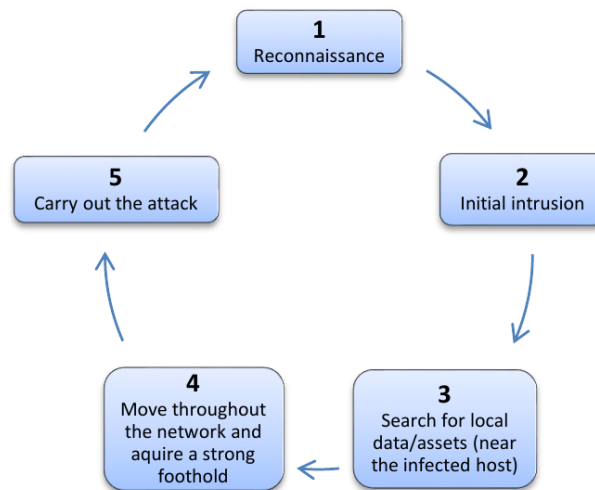 1
Reconnaissance
2
Initial intrusion
3
Search for local
data/assets (near
the infected host)
4
Move throughout
the network and
aquire a strong
foothold
5
Carry out the attack